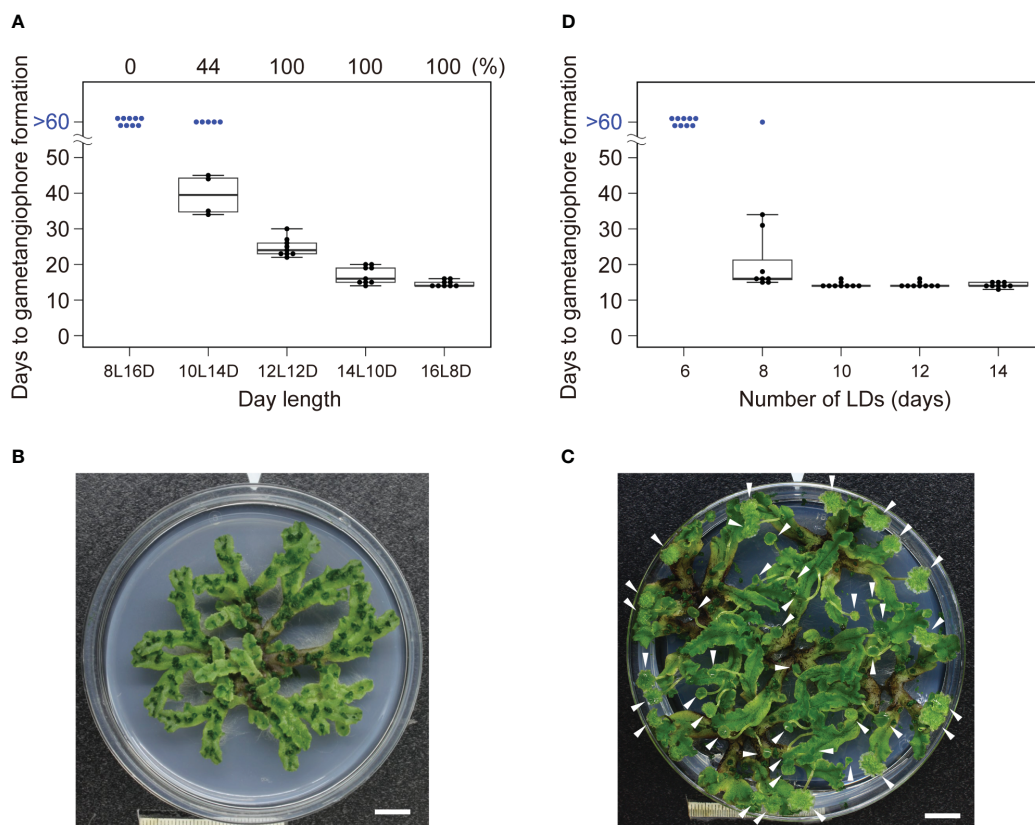 A
0 44 100 100 100 (%)
Days to gametangiophore formation
>60
50
40
30
20
10
0
8L16D 10L14D 12L12D 14L10D 16L8D
Day length
D
Days to gametangiophore formation
>60
50
40
30
20
10
0
6 8 10 12 14
Number of LDs (days)
B
C